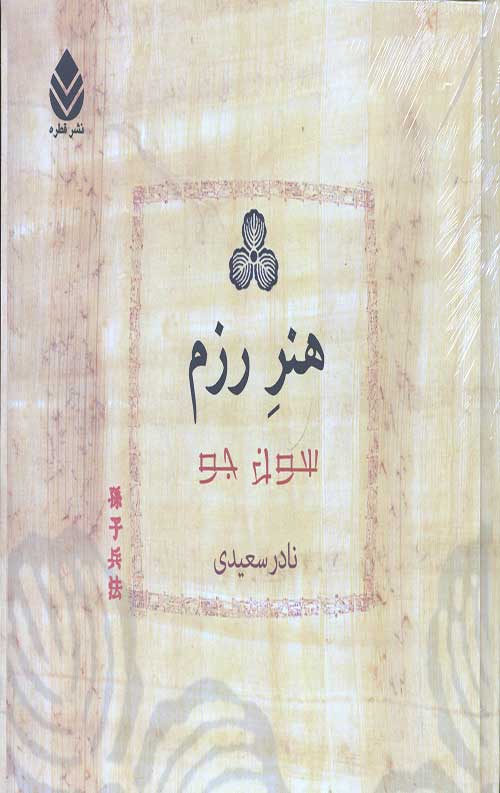 نشر قطره
هنرِ رزم
سون جو
نادر سعیدی
孫子兵法